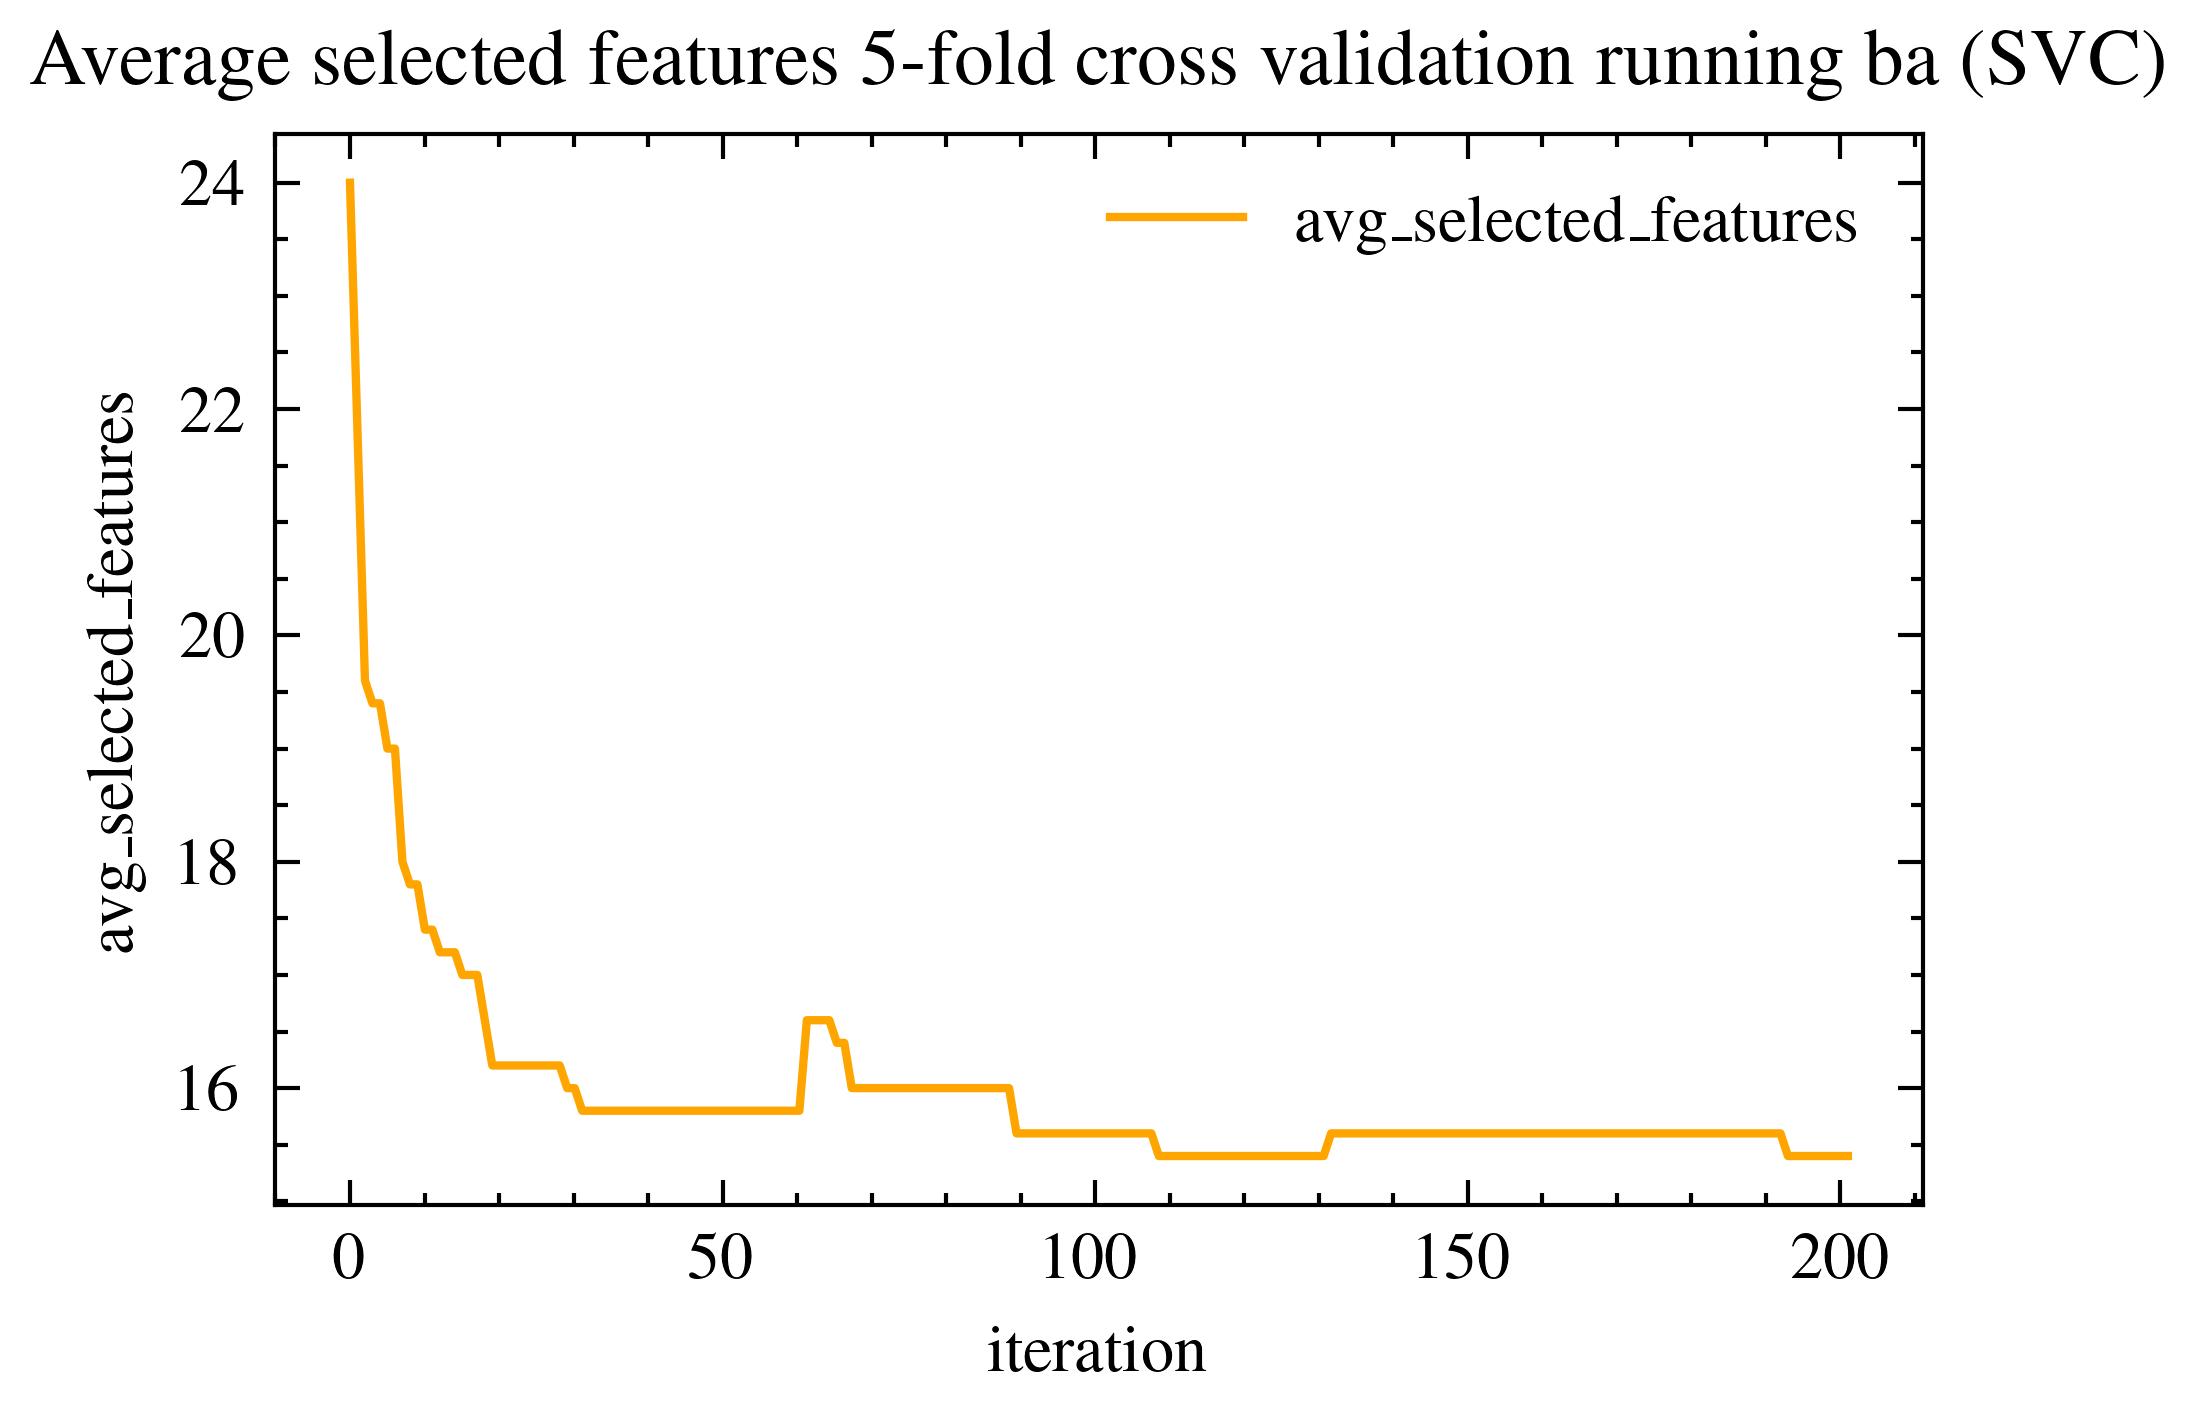 Average selected features 5-fold cross validation running ba (SVC)
avg_selected_features
avg_selected_features
24
22
20
18
16
0 50 100 150 200
iteration